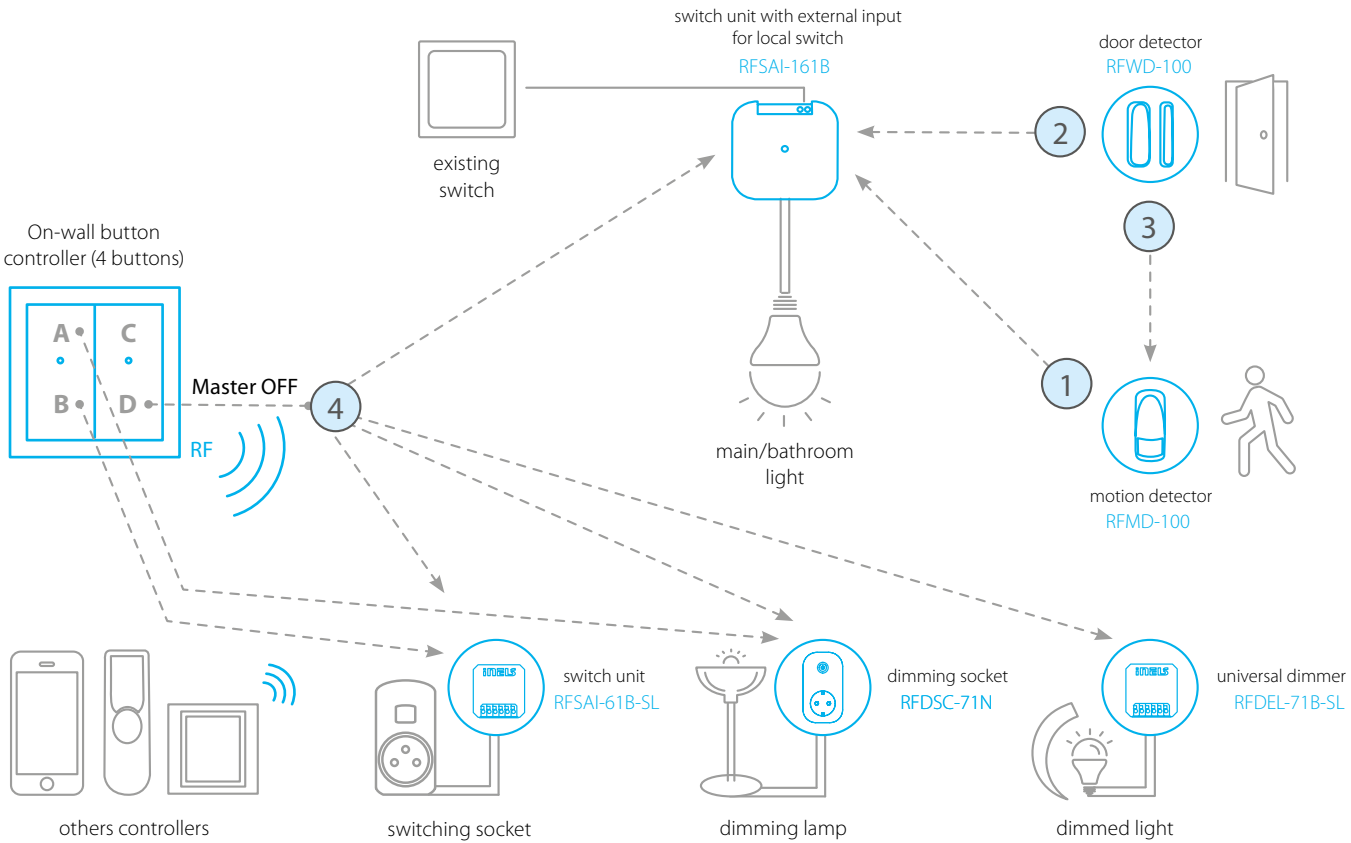 switch unit with external input
for local switch
RFSAI-161B
door detector
RFWD-100
2
existing
switch
3
On-wall button
controller (4 buttons)
A
C
B
D
Master OFF
4
RF
1
main/bathroom
light
motion detector
RFMD-100
iNELS
switch unit
RFSAI-61B-SL
dimming socket
RFDSC-71N
iNELS
universal dimmer
RFDEL-71B-SL
others controllers
switching socket
dimming lamp
dimmed light